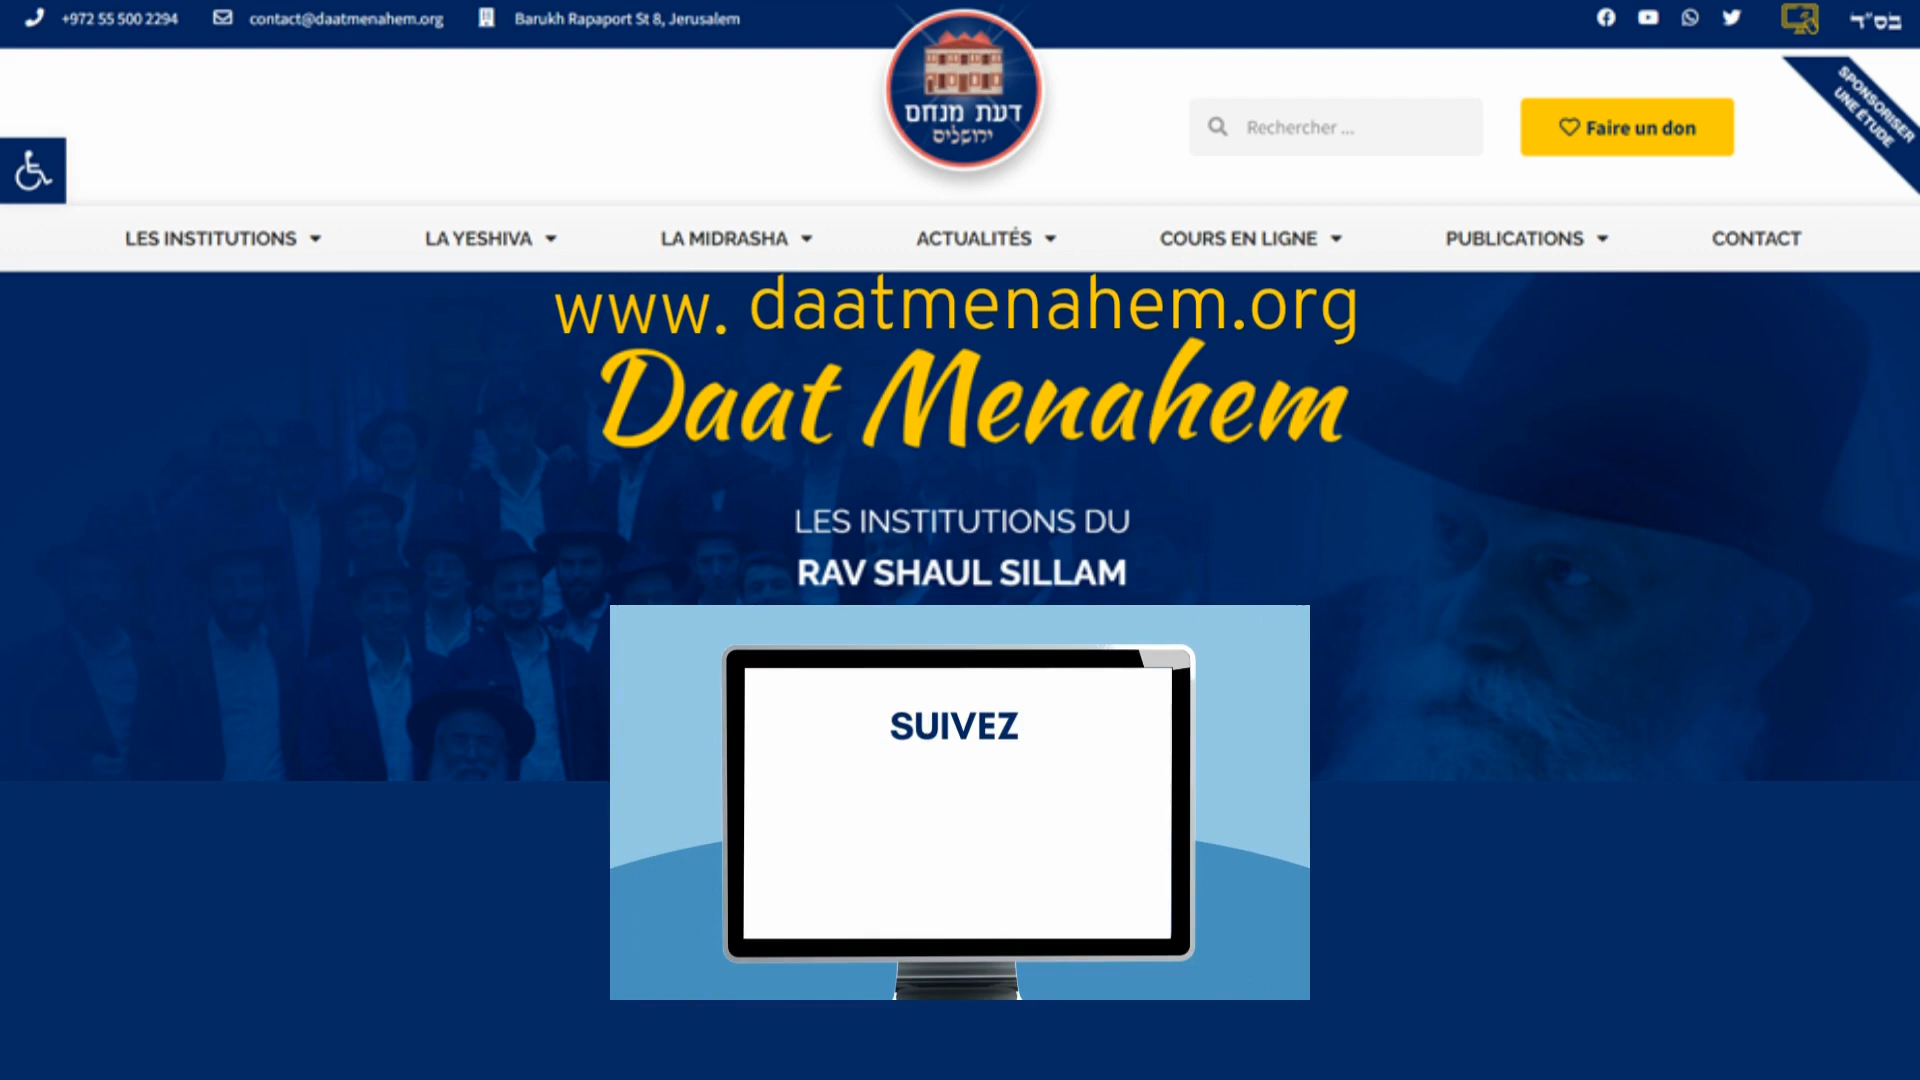 +972 55 500 2294 contact@daatmenahem.org Barukh Rapaport St 8, Jerusalem
בס"ד
דעת מנחם
ירושלים
Rechercher ...
Faire un don
SPONSORISER
UNE ÉTUDE
LES INSTITUTIONS LA YESHIVA LA MIDRASHA ACTUALITÉS COURS EN LIGNE PUBLICATIONS CONTACT
www. daatmenahem.org
Daat Menahem
LES INSTITUTIONS DU
RAV SHAUL SILLAM
SUIVEZ